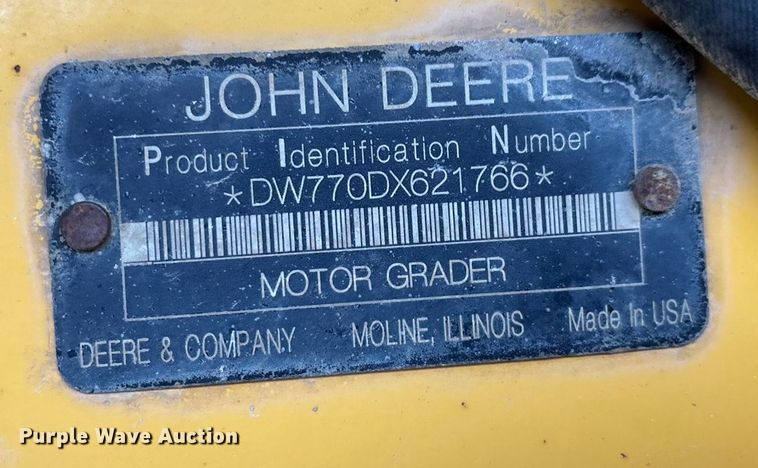 JOHN DEERE
Product Identification Number
*DW770DX621766*
MOTOR GRADER
DEERE & COMPANY MOLINE, ILLINOIS Made In USA
Purple Wave Auction